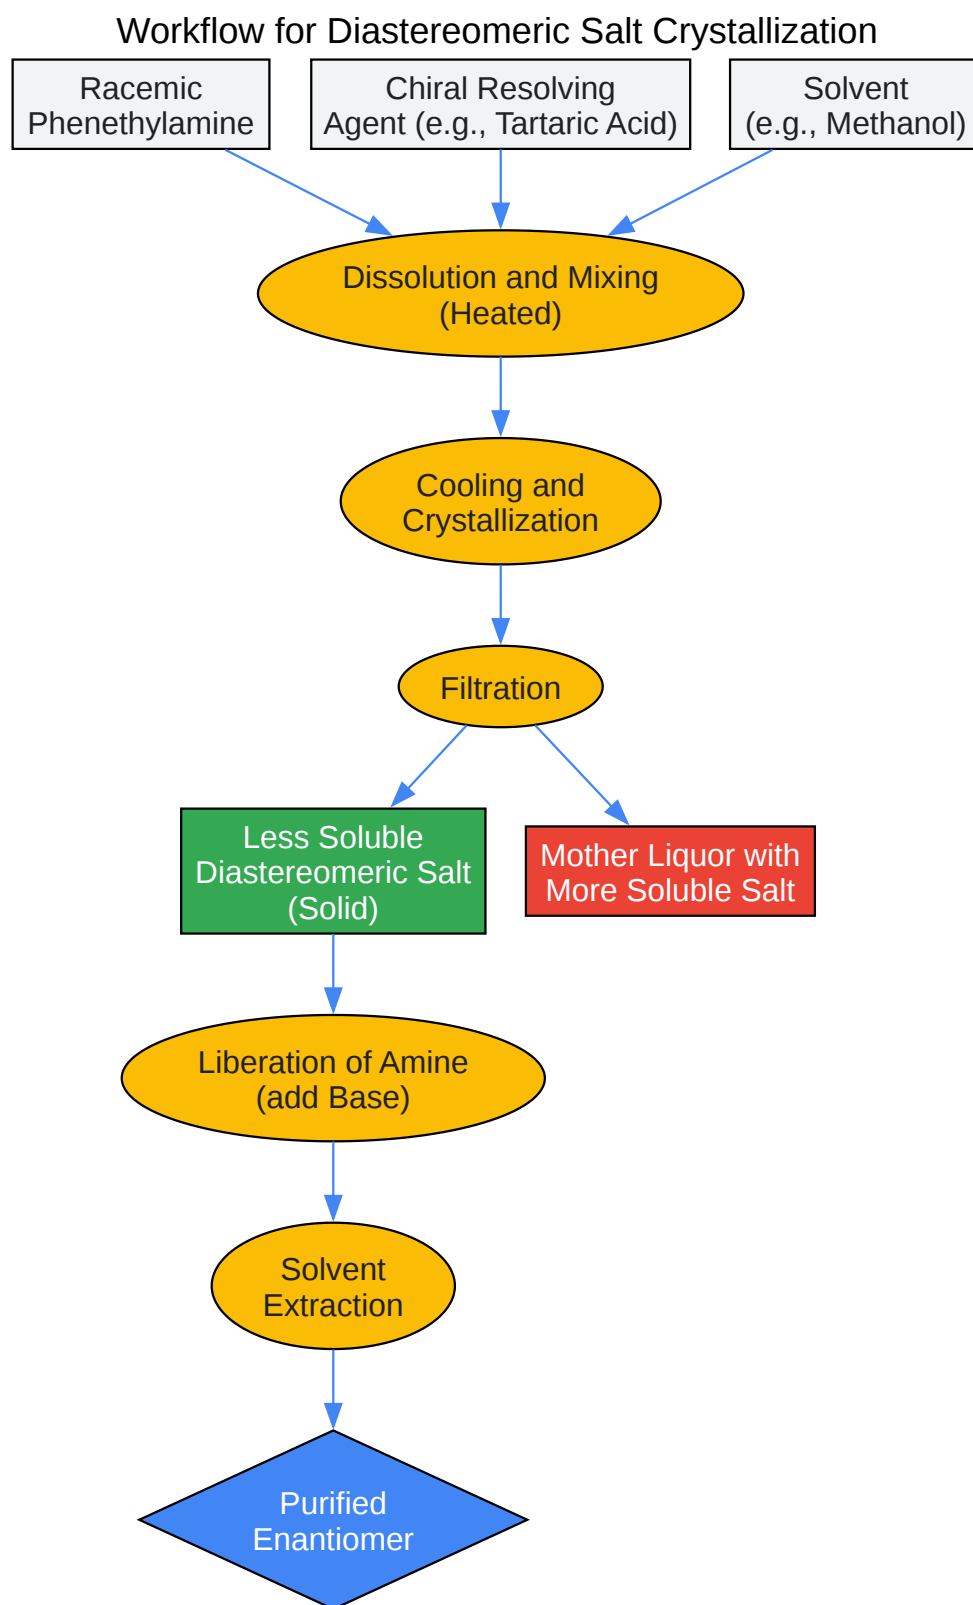 Workflow for Diastereomeric Salt Crystallization
Racemic
Phenethylamine
Chiral Resolving
Agent (e.g., Tartaric Acid)
Solvent
(e.g., Methanol)
Dissolution and Mixing
(Heated)
Cooling and
Crystallization
Filtration
Less Soluble
Diastereomeric Salt
(Solid)
Mother Liquor with
More Soluble Salt
Liberation of Amine
(add Base)
Solvent
Extraction
Purified
Enantiomer